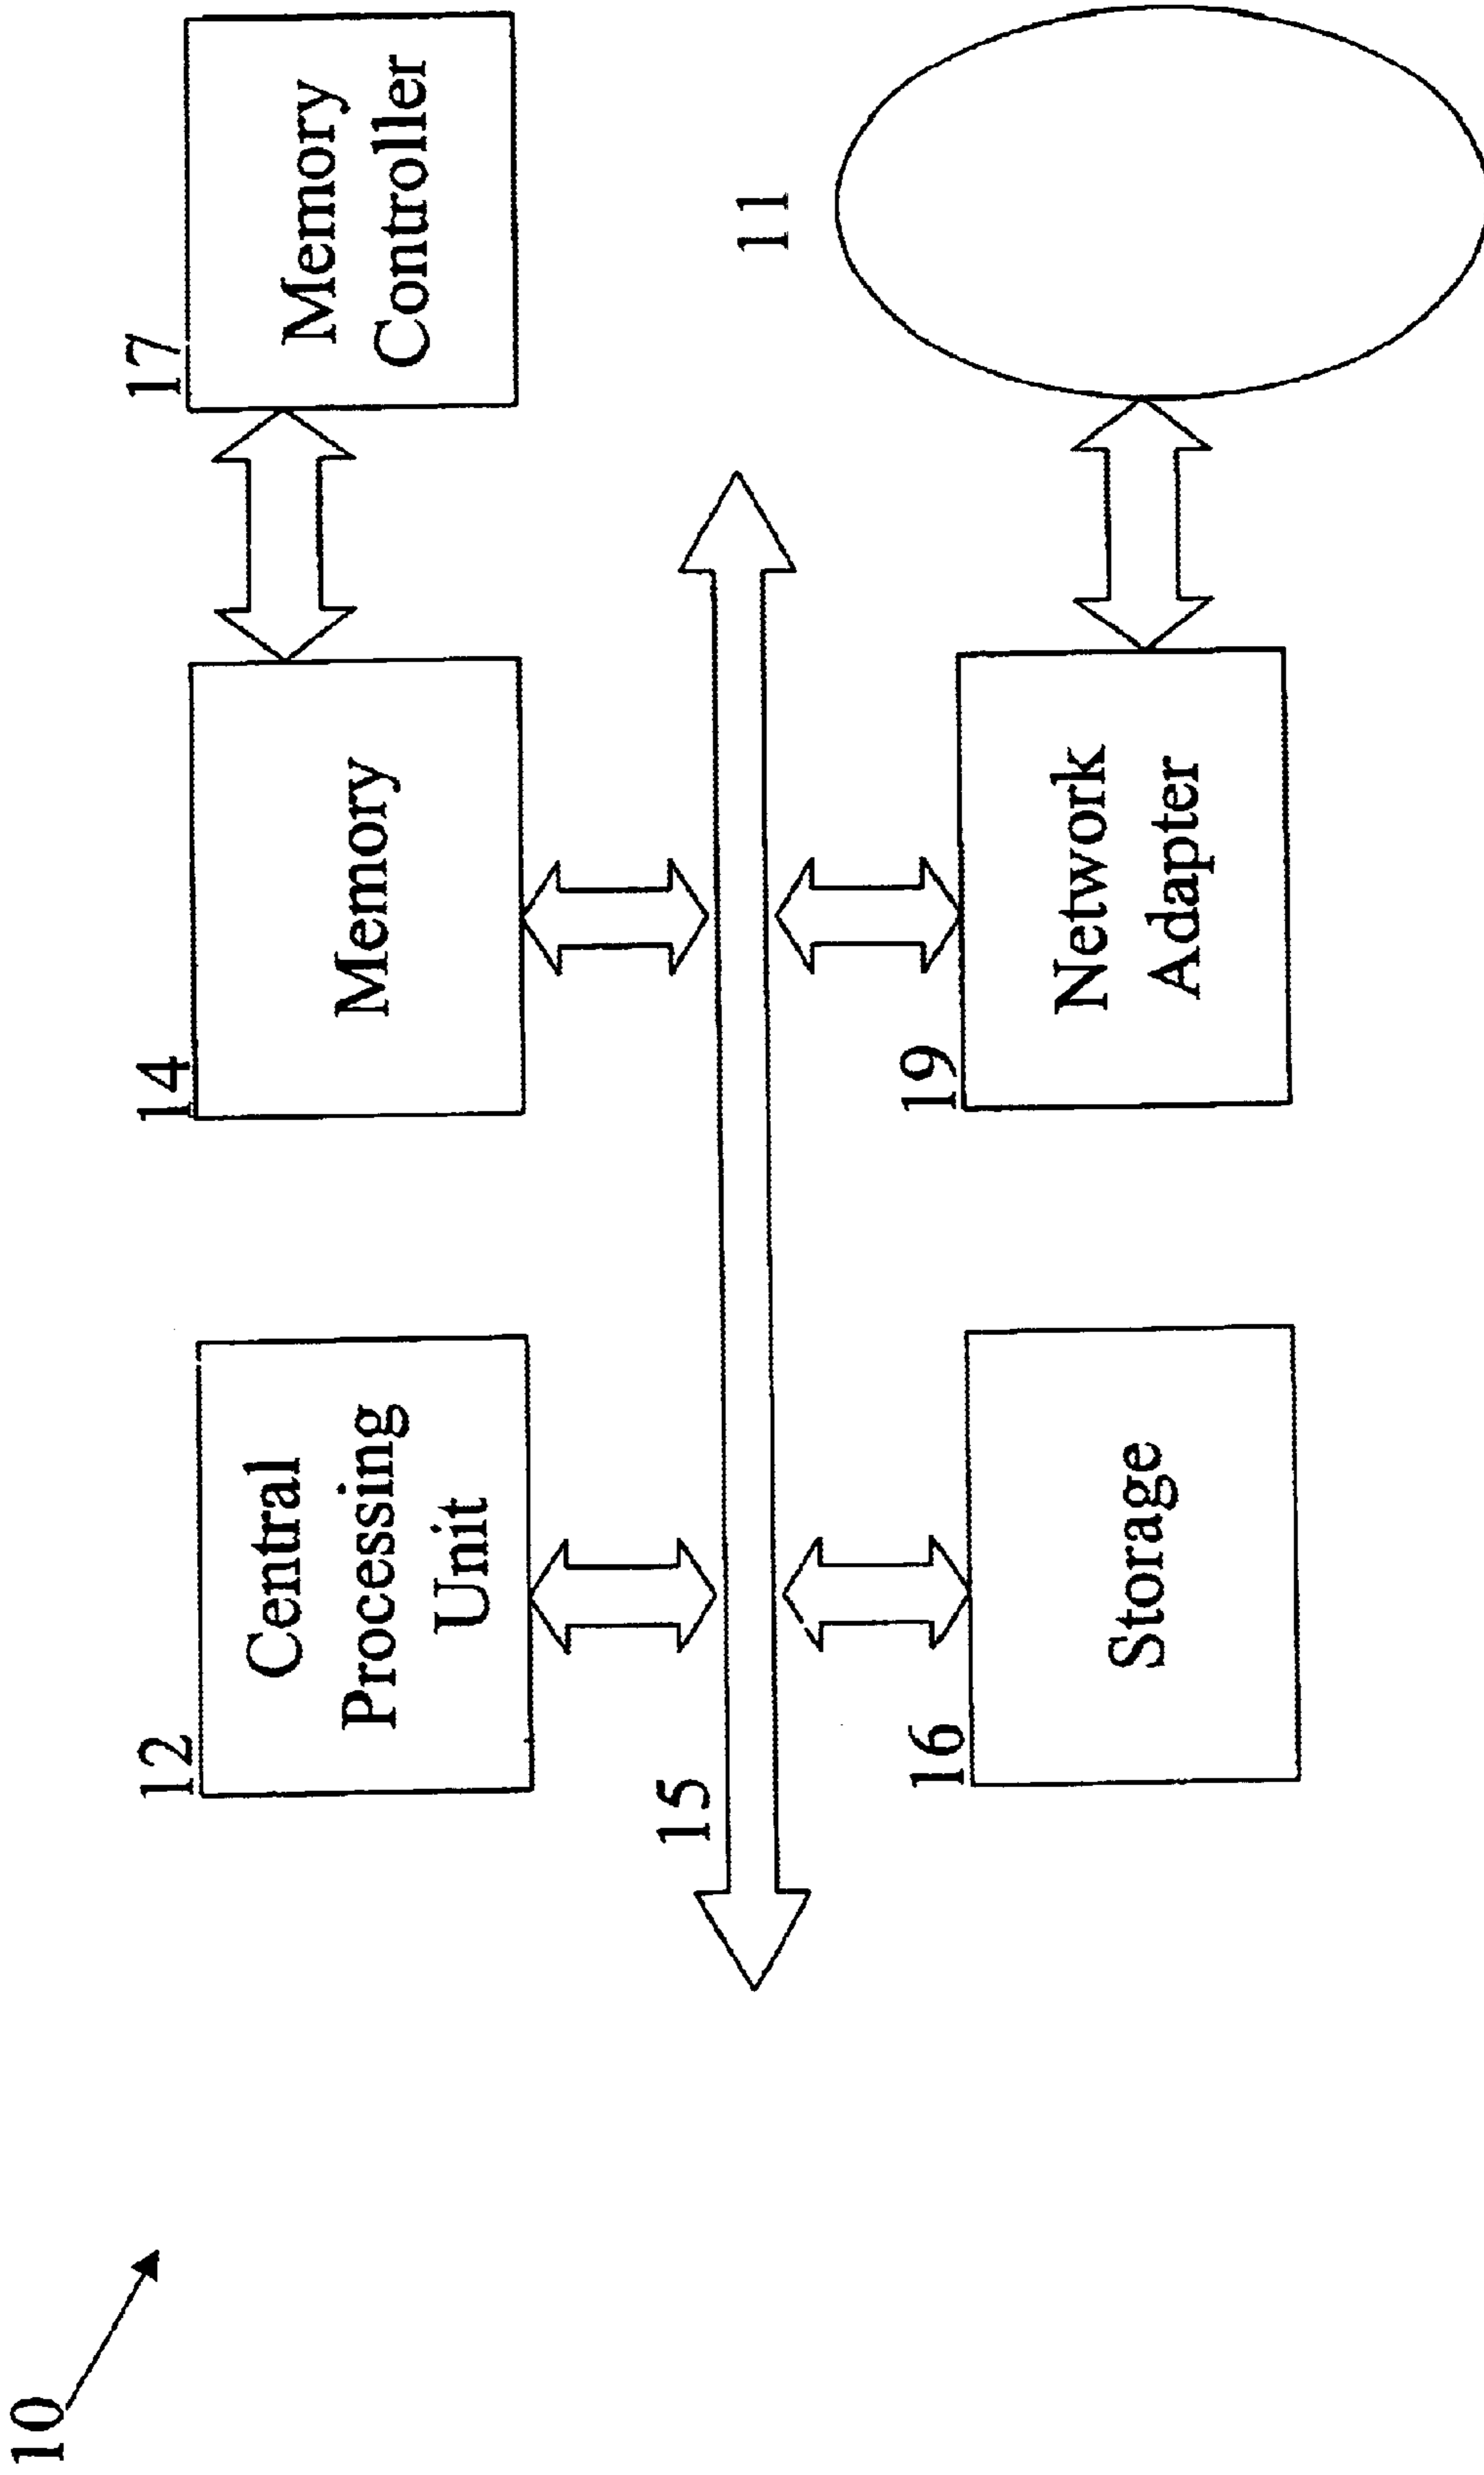 10
12
Central
Processing
Unit
14
Memory
17
Memory
Controller
15
11
16
Storage
19
Network
Adapter